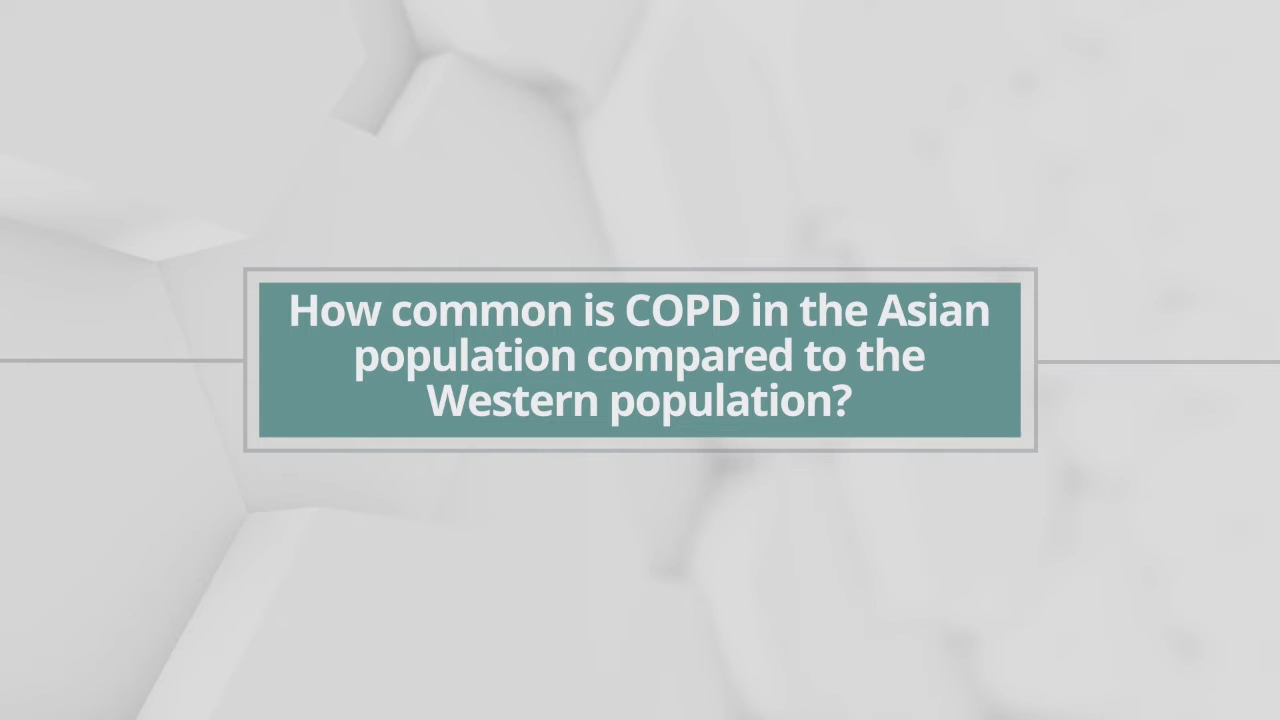 How common is COPD in the Asian
population compared to the
Western population?